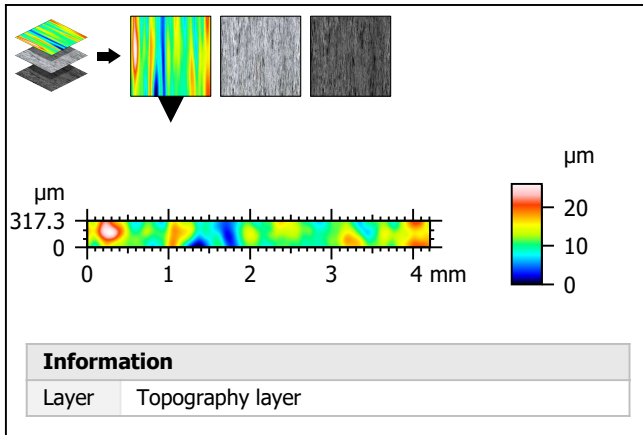 µm
µm
317.3
0
0 1 2 3 4 mm
20
10
0
Information
Layer Topography layer